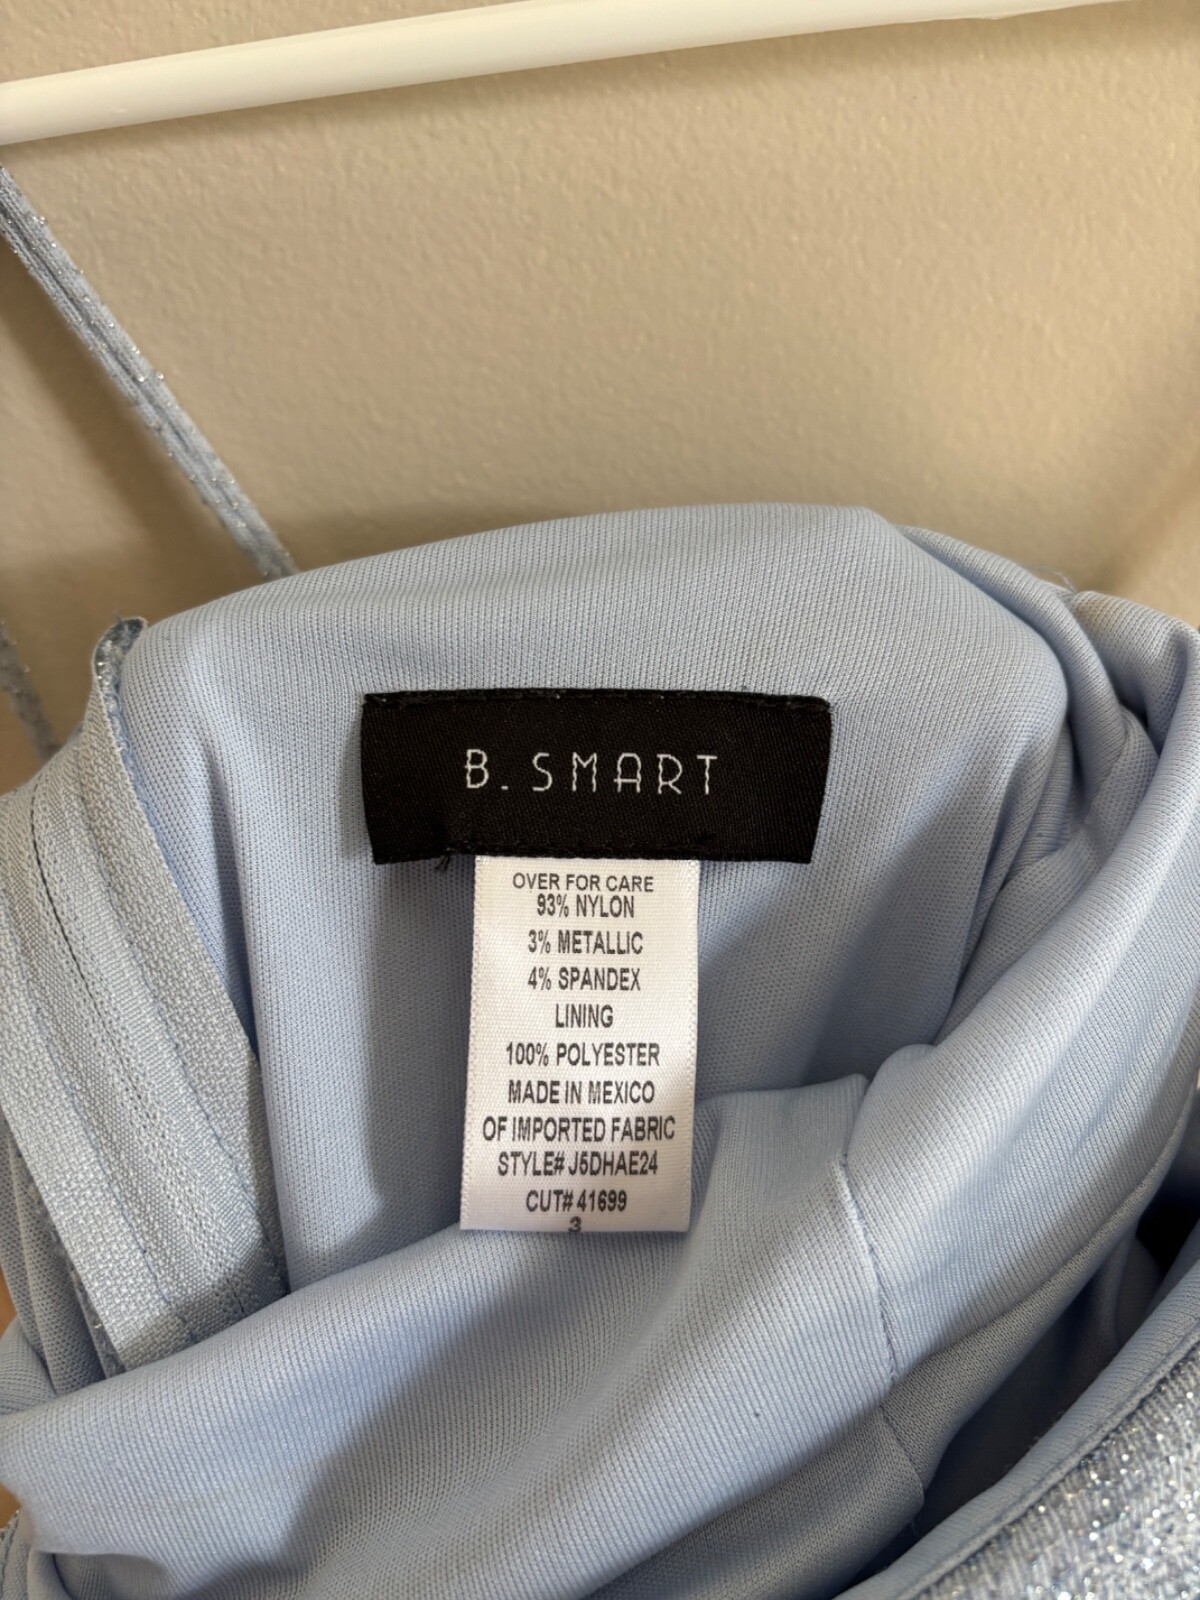 B. SMART
OVER FOR CARE
93% NYLON
3% METALLIC
4% SPANDEX
LINING
100% POLYESTER
MADE IN MEXICO
OF IMPORTED FABRIC
STYLE# J5DHAE24
CUT# 41699
3